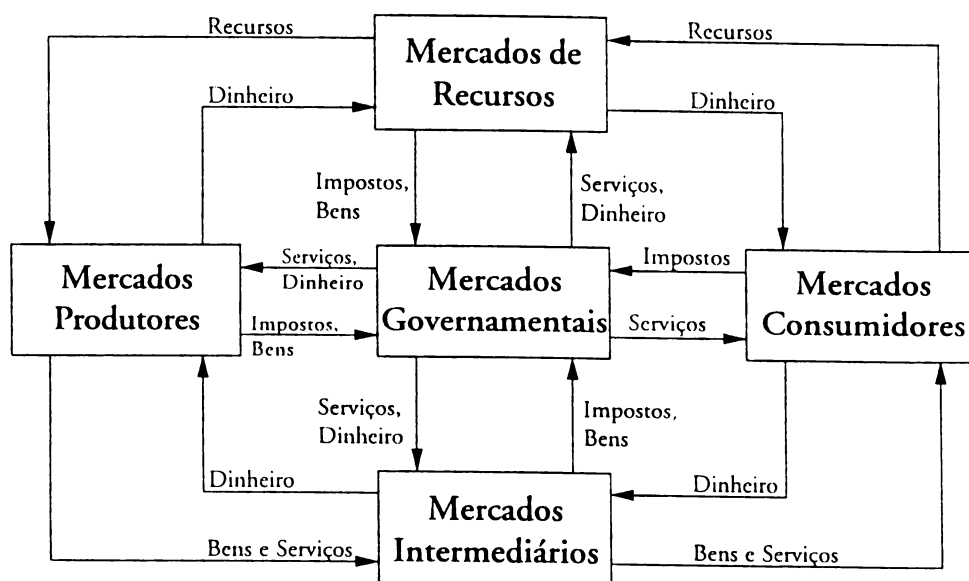 Recursos
Recursos
Mercados de
Recursos
Dinheiro
Dinheiro
Impostos,
Bens
Serviços,
Dinheiro
Mercados
Produtores
Serviços,
Dinheiro
Mercados
Governamentais
Impostos
Mercados
Consumidores
Impostos,
Bens
Serviços
Serviços,
Dinheiro
Impostos,
Bens
Dinheiro
Dinheiro
Mercados
Intermediários
Bens e Serviços
Bens e Serviços